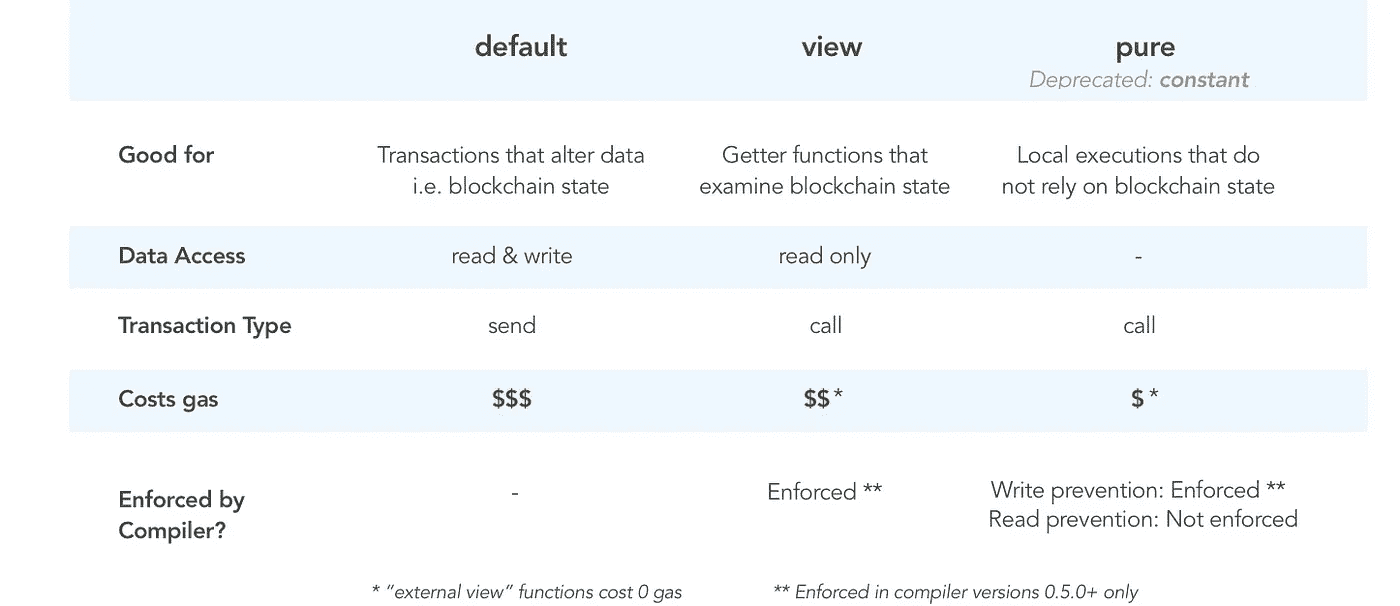 default view pure
Deprecated: constant
Good for Transactions that alter data Getter functions that Local executions that do
i.e. blockchain state examine blockchain state not rely on blockchain state
Data Access read & write read only -
Transaction Type send call call
Costs gas $$$ $$* $ *
Enforced by - Enforced ** Write prevention: Enforced **
Compiler? Read prevention: Not enforced
* “external view” functions cost 0 gas ** Enforced in compiler versions 0.5.0+ only